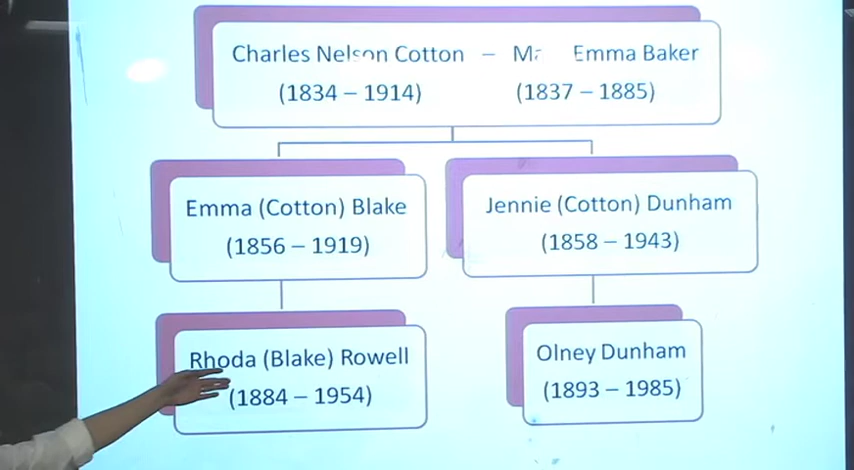 Charles Nelson Cotton – Emma Baker
(1834 – 1914) (1837 – 1885)
Emma (Cotton) Blake
(1856 – 1919)
Jennie (Cotton) Dunham
(1858 – 1943)
Rhoda (Blake) Rowell
(1884 – 1954)
Olney Dunham
(1893 – 1985)